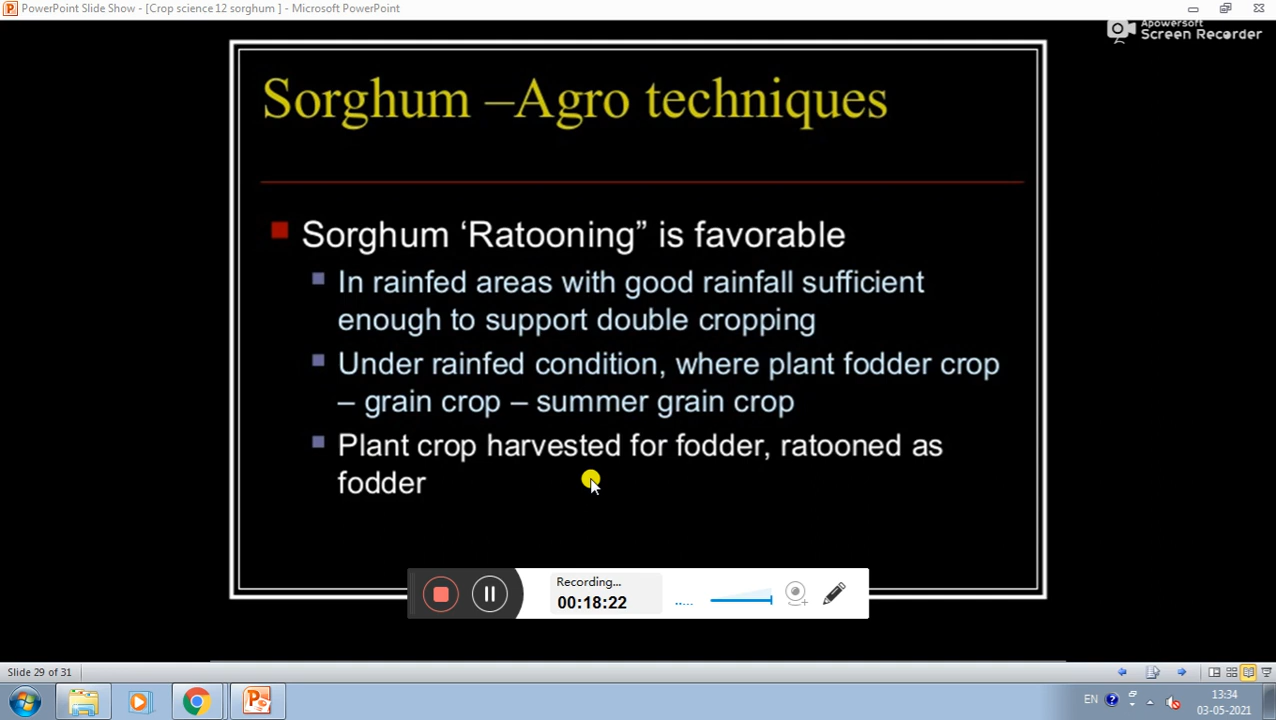 PowerPoint Slide Show - [Crop science 12 sorghum ] - Microsoft PowerPoint
Apowersoft
Screen Recorder
Sorghum –Agro techniques
Sorghum ‘Ratooning” is favorable
In rainfed areas with good rainfall sufficient
enough to support double cropping
Under rainfed condition, where plant fodder crop
– grain crop – summer grain crop
Plant crop harvested for fodder, ratooned as
fodder
Recording...
00:18:22
Slide 29 of 31
EN
13:34
03-05-2021